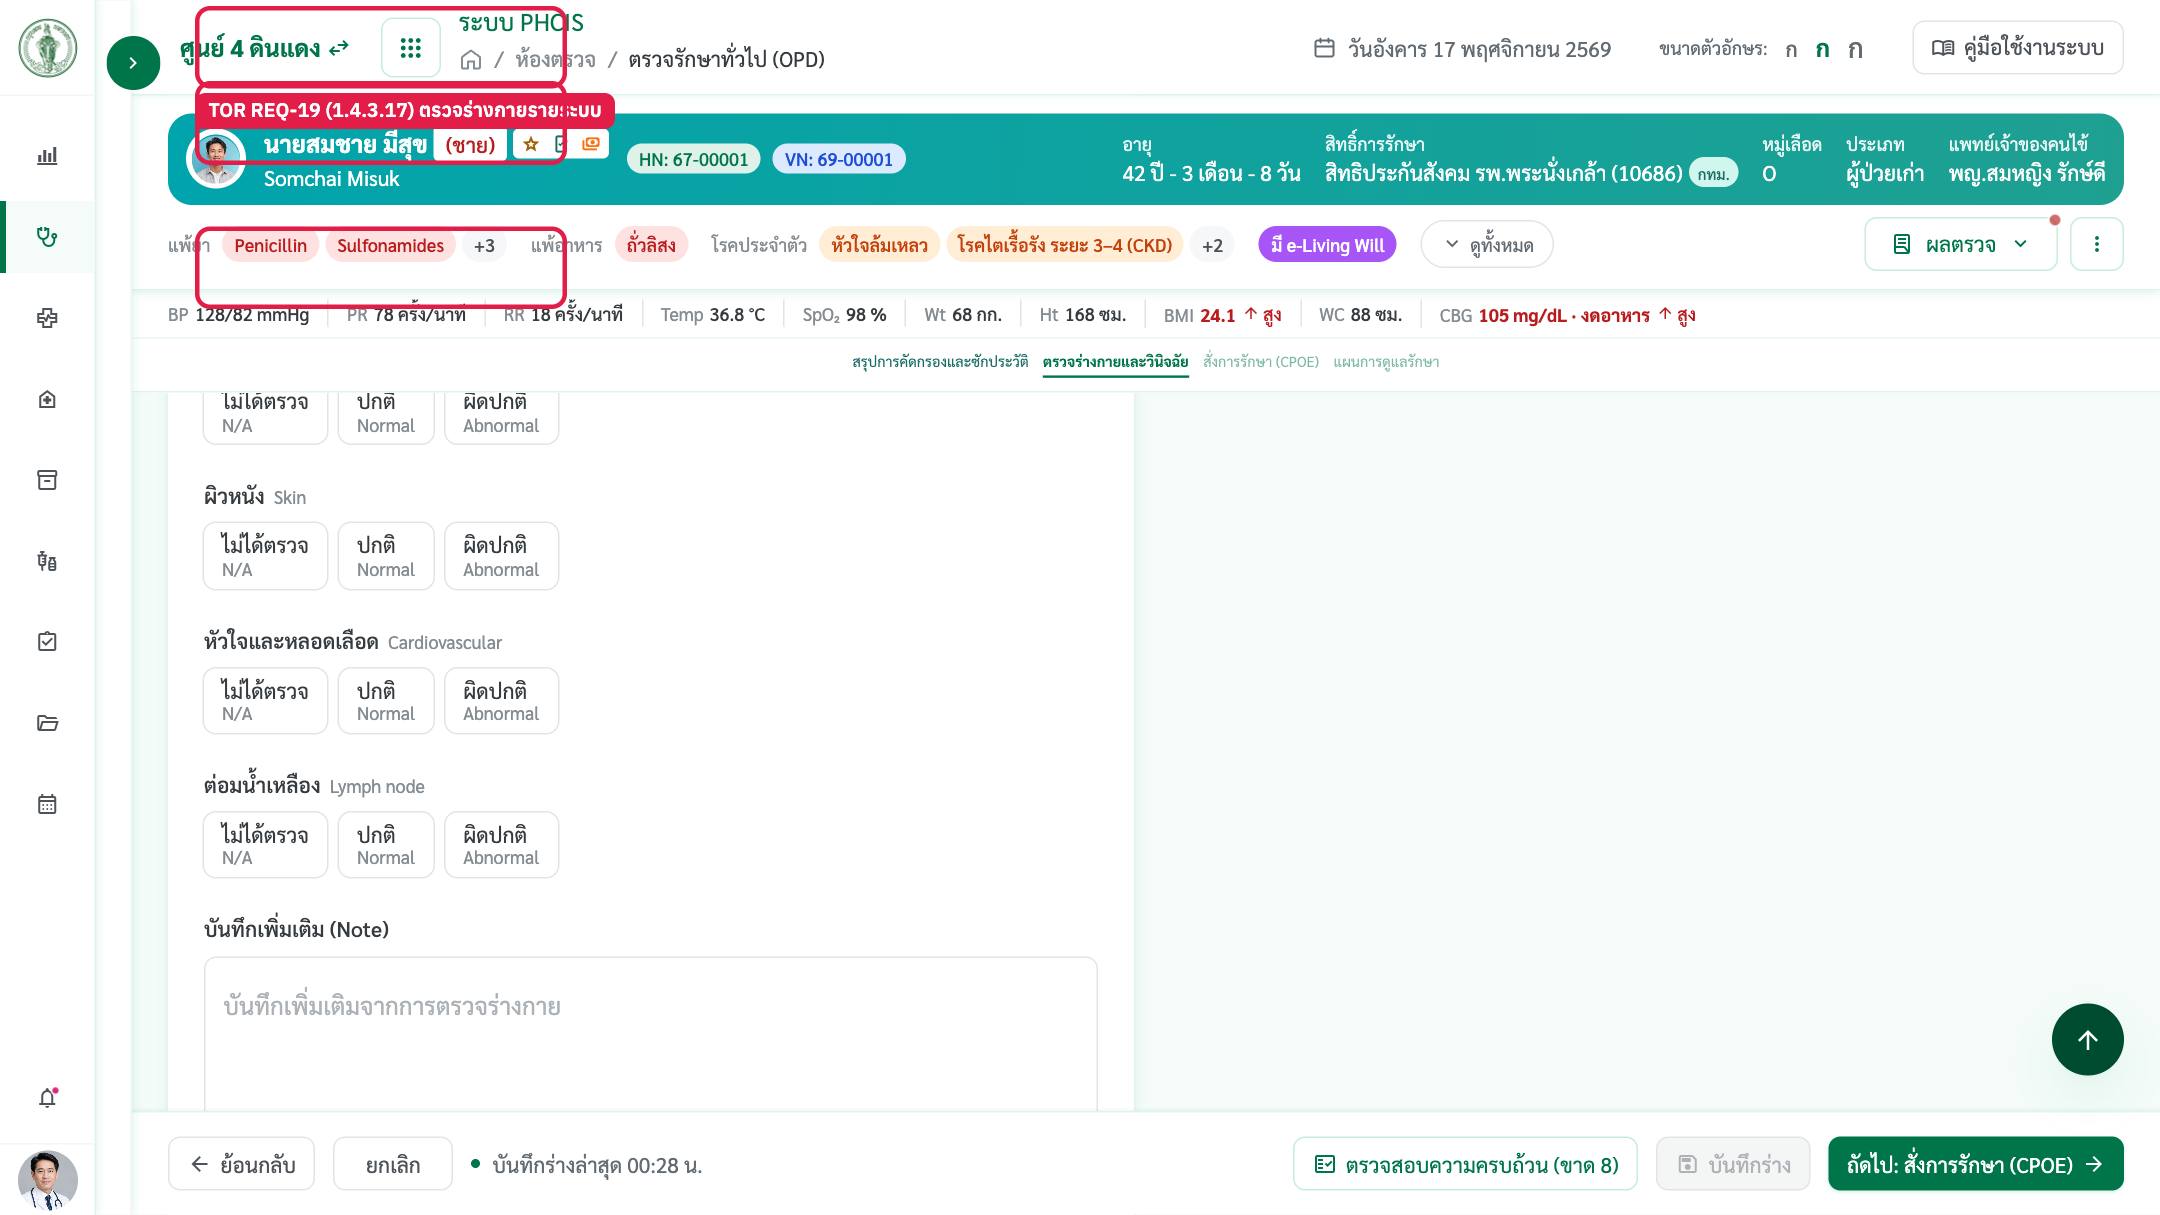 ศูนย์ 4 ดินแดง
ระบบ PHCIS
/ ห้องตรวจ / ตรวจรักษาทั่วไป (OPD)
วันอังคาร 17 พฤศจิกายน 2569
ขนาดตัวอักษร: ก ก ก
คู่มือใช้งานระบบ
TOR REQ-19 (1.4.3.17) ตรวจร่างกายรายระบบ
นายสมชาย มีสุข (ชาย)
Somchai Misuk
HN: 67-00001
VN: 69-00001
อายุ
42 ปี - 3 เดือน - 8 วัน
สิทธิ์การรักษา
สิทธิประกันสังคม รพ.พระนั่งเกล้า (10686) กทม.
หมู่เลือด
O
ประเภท
ผู้ป่วยเก่า
แพทย์เจ้าของคนไข้
พญ.สมหญิง รักษ์ดี
แพ้ยา Penicillin Sulfonamides +3 แพ้อาหาร ถั่วลิสง โรคประจำตัว หัวใจล้มเหลว โรคไตเรื้อรัง ระยะ 3–4 (CKD) +2 มี e-Living Will ดูทั้งหมด
ผลตรวจ
BP 128/82 mmHg PR 78 ครั้ง/นาที RR 18 ครั้ง/นาที Temp 36.8 °C SpO₂ 98 % Wt 68 กก. Ht 168 ซม. BMI 24.1 ↑ สูง WC 88 ซม. CBG 105 mg/dL · งดอาหาร ↑ สูง
สรุปการคัดกรองและซักประวัติ ตรวจร่างกายและวินิจฉัย สั่งการรักษา (CPOE) แผนการดูแลรักษา
ไม่ได้ตรวจ ปกติ ผิดปกติ
N/A Normal Abnormal
ผิวหนัง Skin
ไม่ได้ตรวจ ปกติ ผิดปกติ
N/A Normal Abnormal
หัวใจและหลอดเลือด Cardiovascular
ไม่ได้ตรวจ ปกติ ผิดปกติ
N/A Normal Abnormal
ต่อมน้ำเหลือง Lymph node
ไม่ได้ตรวจ ปกติ ผิดปกติ
N/A Normal Abnormal
บันทึกเพิ่มเติม (Note)
บันทึกเพิ่มเติมจากการตรวจร่างกาย
← ย้อนกลับ
ยกเลิก
บันทึกร่างล่าสุด 00:28 น.
ตรวจสอบความครบถ้วน (ขาด 8)
บันทึกร่าง
ถัดไป: สั่งการรักษา (CPOE) →